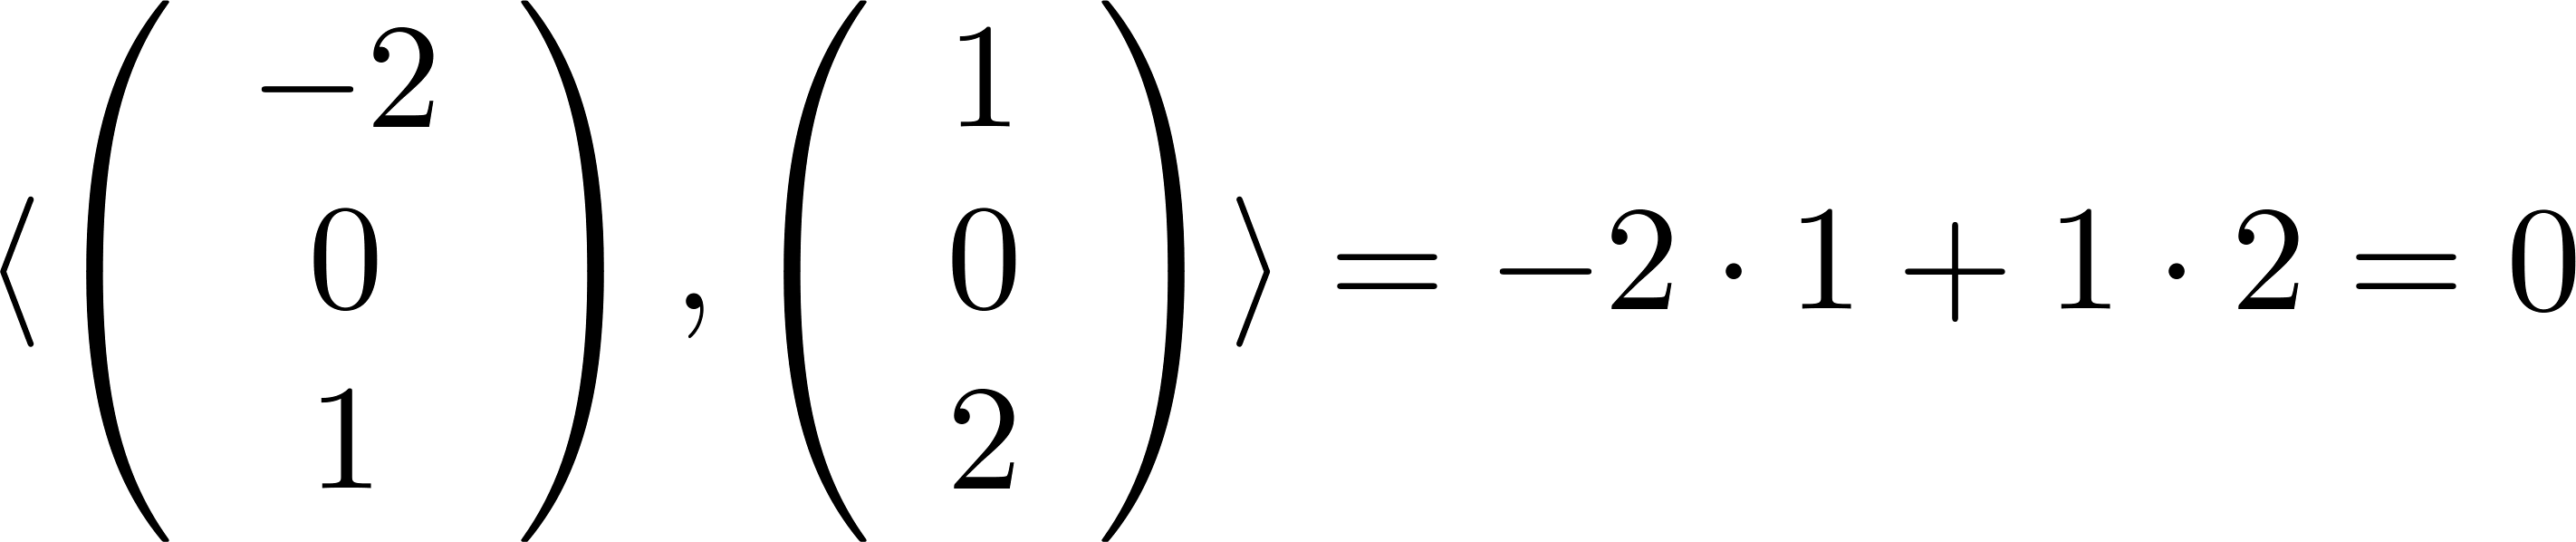 ⟨ ( −2 0 1 ) , ( 1 0 2 ) ⟩ = −2 · 1 + 1 · 2 = 0